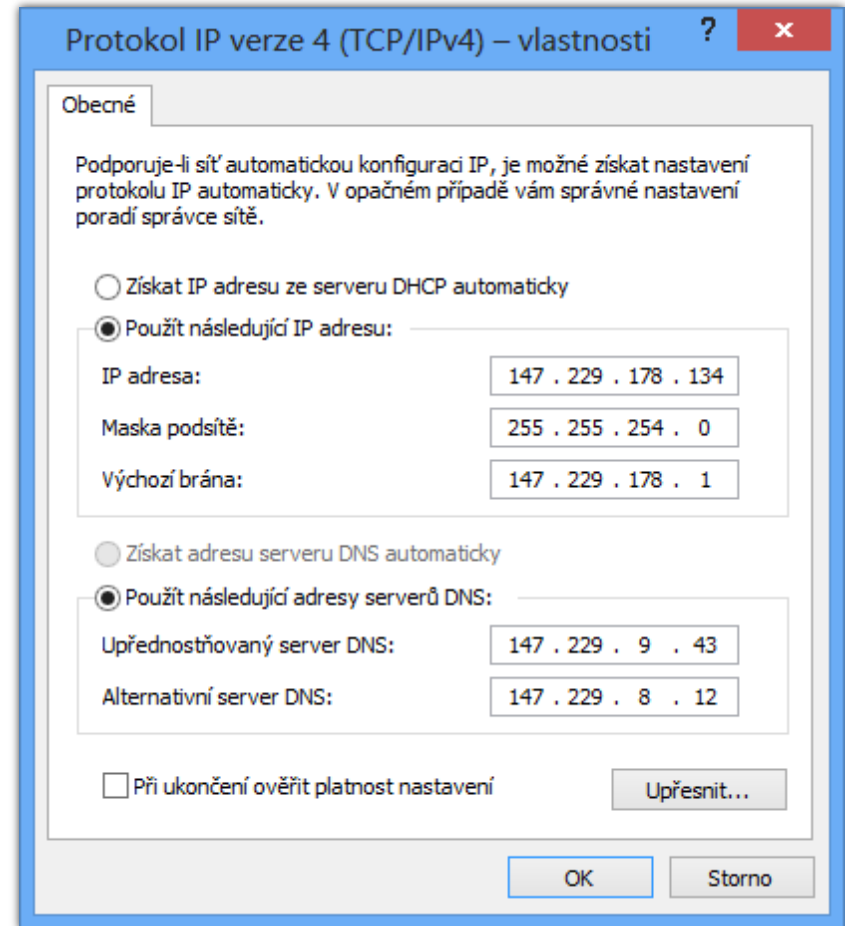 Protokol IP verze 4 (TCP/IPv4) – vlastnosti ? x
Obecné
Podporuje-li síť automatickou konfiguraci IP, je možné získat nastavení
protokolu IP automaticky. V opačném případě vám správné nastavení
poradí správce sítě.
Získat IP adresu ze serveru DHCP automaticky
Použít následující IP adresu:
IP adresa: 147 . 229 . 178 . 134
Maska podsítě: 255 . 255 . 254 . 0
Výchozí brána: 147 . 229 . 178 . 1
Získat adresu serveru DNS automaticky
Použít následující adresy serverů DNS:
Upřednostňovaný server DNS: 147 . 229 . 9 . 43
Alternativní server DNS: 147 . 229 . 8 . 12
Při ukončení ověřit platnost nastavení Upřesnit...
OK Storno